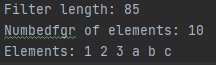 Filter length: 85
Numbedfgr of elements: 10
Elements: 1 2 3 a b c